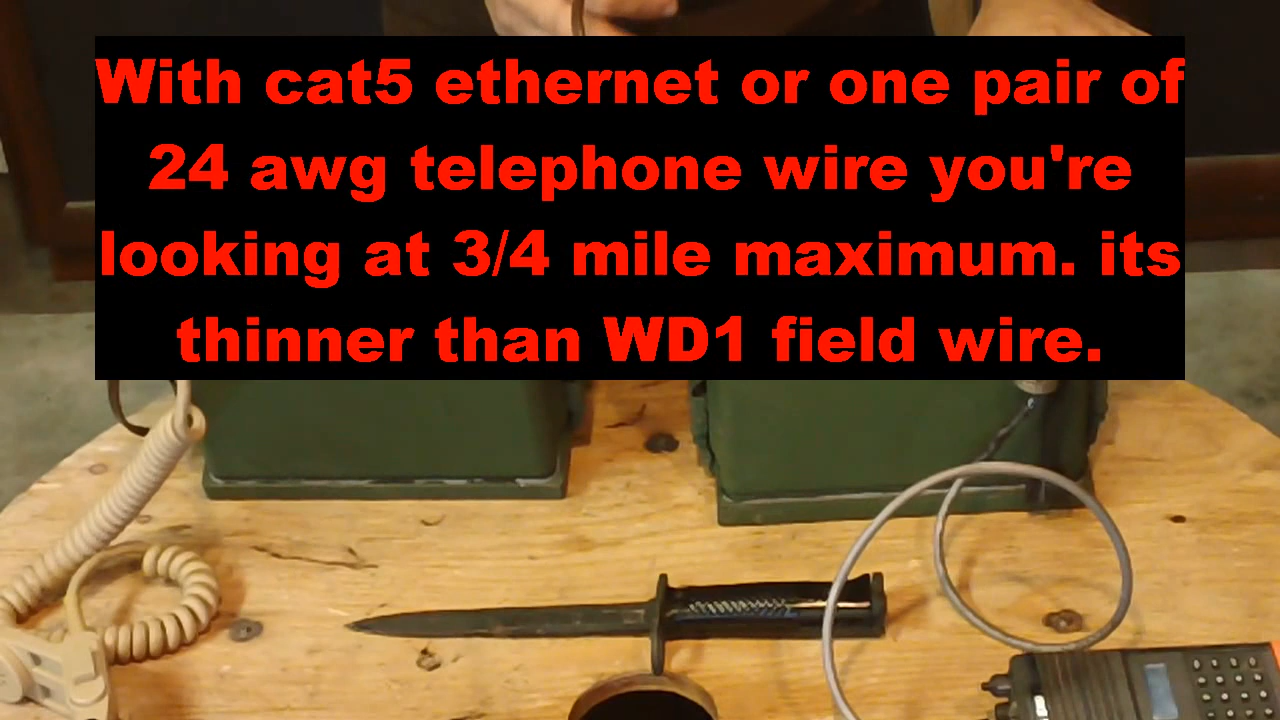 With cat5 ethernet or one pair of
24 awg telephone wire you're
looking at 3/4 mile maximum. its
thinner than WD1 field wire.